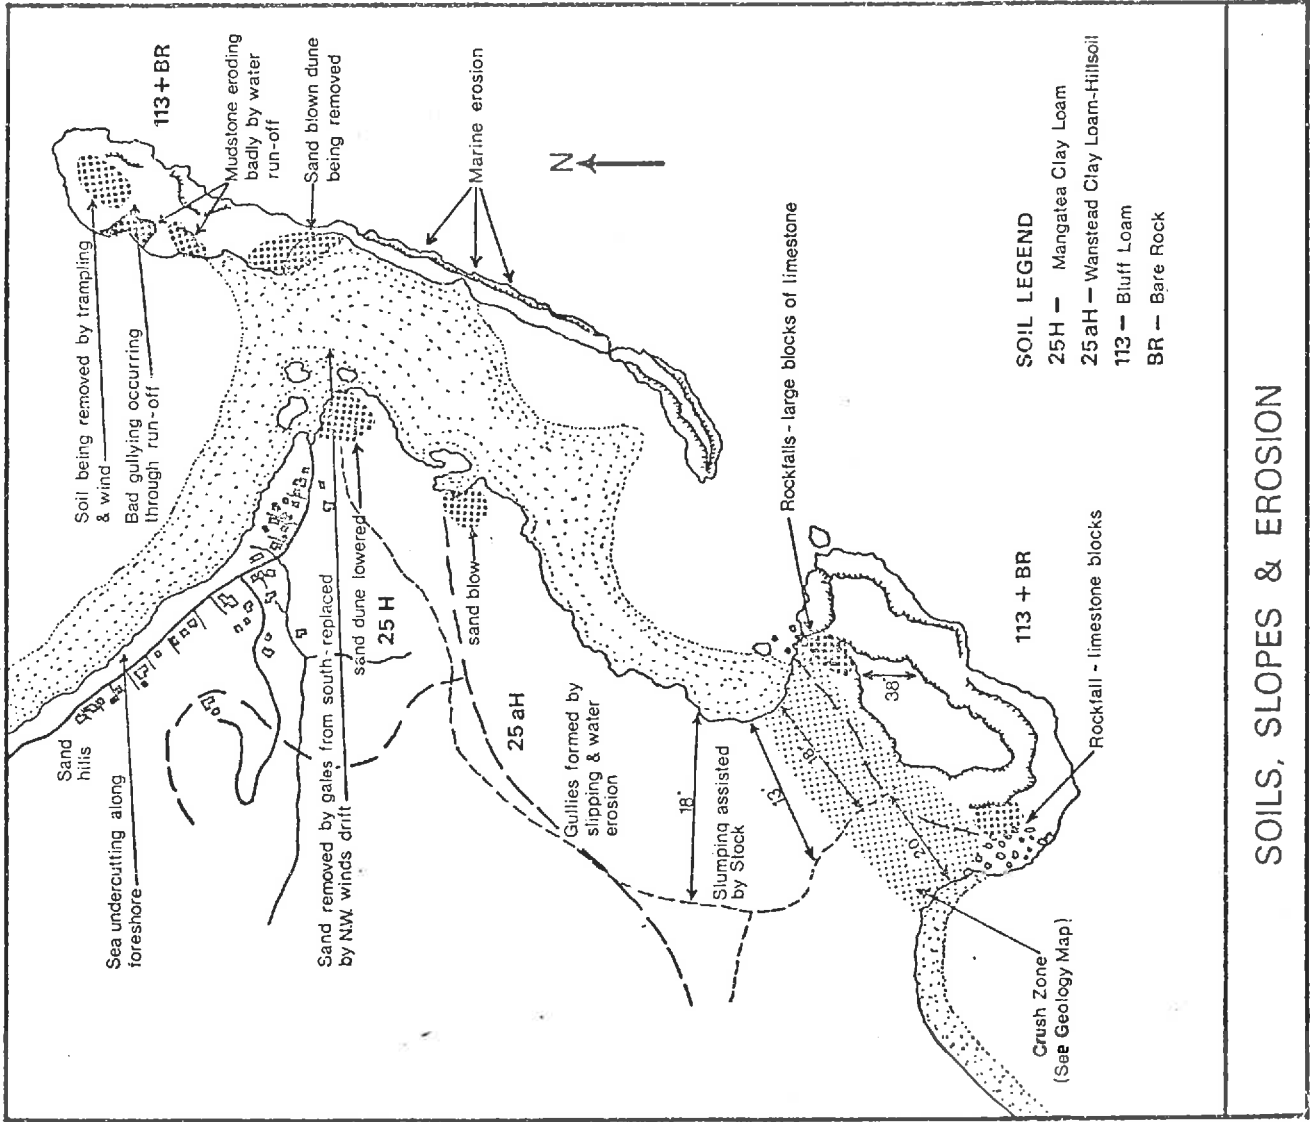 Soil being removed by trampling
& wind
Bad gullying occurring
through run-off
113 + BR
Mudstone eroding
badly by water
run-off
Sand blown dune
being removed
Marine erosion
N
Sand
hills
Sea undercutting along
foreshore
Sand removed by gales from south replaced
by N.W. winds drift
sand dune lowered
25 H
sand blow
25 aH
Gullies formed by
slipping & water
erosion
18°
Slumping assisted
by Stock
13°
18°
20°
38°
Rockfalls - large blocks of limestone
113 + BR
Rockfall - limestone blocks
Crush Zone
(See Geology Map)
SOIL LEGEND
25H — Mangatea Clay Loam
25aH — Wanstead Clay Loam-Hillsoil
113 — Bluff Loam
BR — Bare Rock
SOILS, SLOPES & EROSION